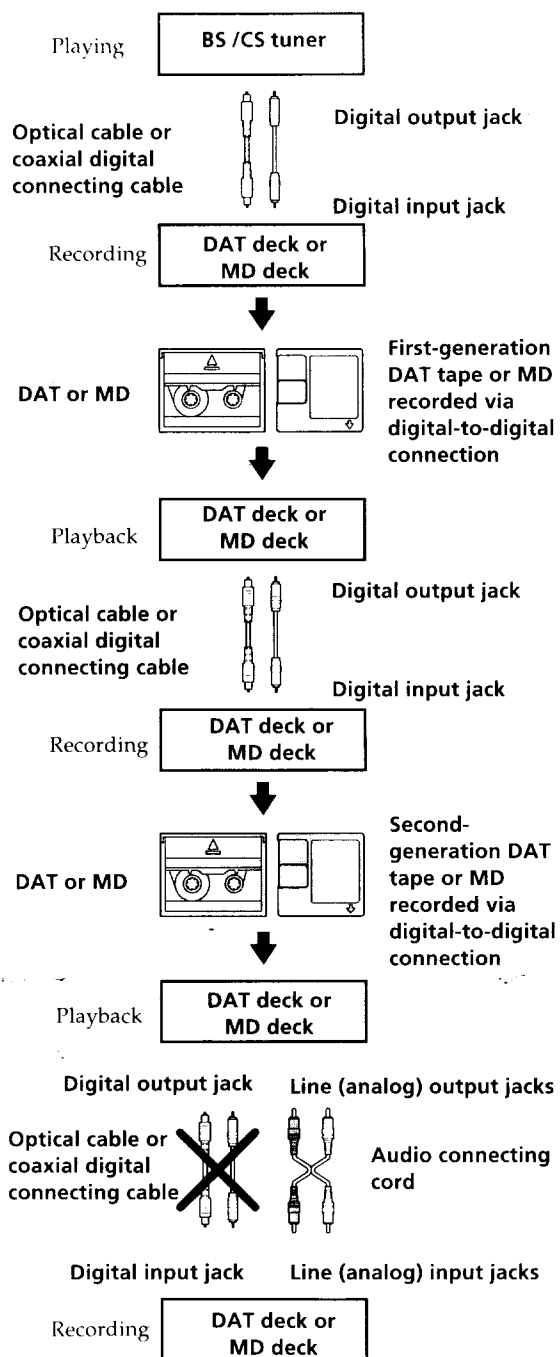 Playing
BS /CS tuner
Optical cable or
coaxial digital
connecting cable
Digital output jack
Digital input jack
Recording
DAT deck or
MD deck
DAT or MD
First-generation
DAT tape or MD
recorded via
digital-to-digital
connection
Playback
DAT deck or
MD deck
Optical cable or
coaxial digital
connecting cable
Digital output jack
Digital input jack
Recording
DAT deck or
MD deck
DAT or MD
Second-
generation DAT
tape or MD
recorded via
digital-to-digital
connection
Playback
DAT deck or
MD deck
Digital output jack
Line (analog) output jacks
Optical cable or
coaxial digital
connecting cable
Audio connecting
cord
Digital input jack
Line (analog) input jacks
Recording
DAT deck or
MD deck